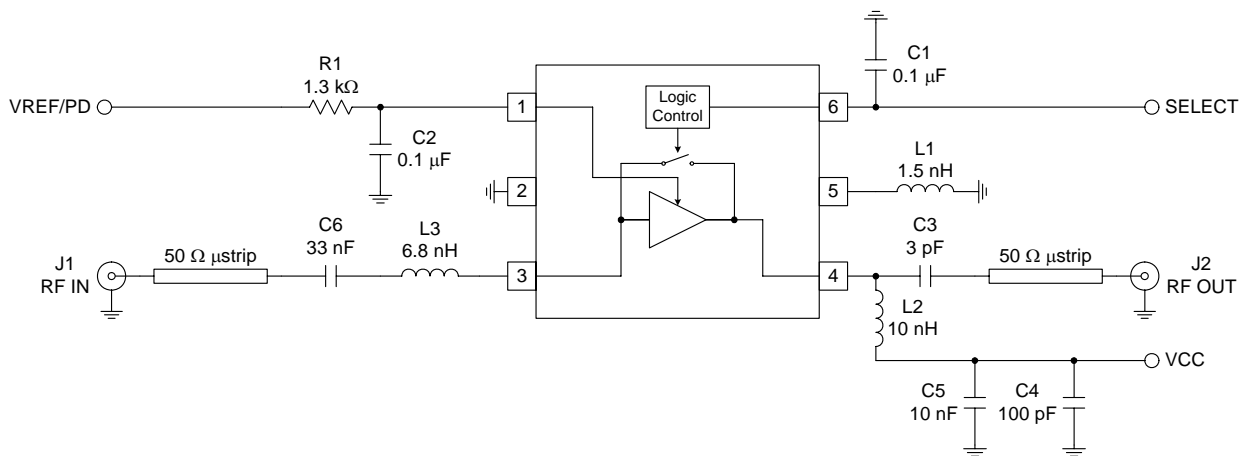 VREF/PD
R1
1.3 kΩ
C2
0.1 µF
1
2
3
Logic
Control
6
5
4
C1
0.1 µF
SELECT
L1
1.5 nH
J1
RF IN
50 Ω µstrip
C6
33 nF
L3
6.8 nH
C3
3 pF
50 Ω µstrip
J2
RF OUT
L2
10 nH
VCC
C5
10 nF
C4
100 pF